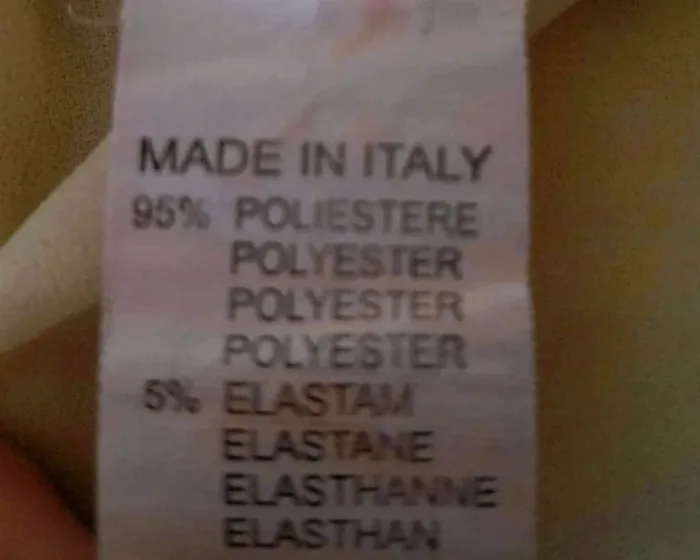 MADE IN ITALY
95% POLIESTERE
POLYESTER
POLYESTER
POLYESTER
5% ELASTAM
ELASTANE
ELASTHANNE
ELASTHAN